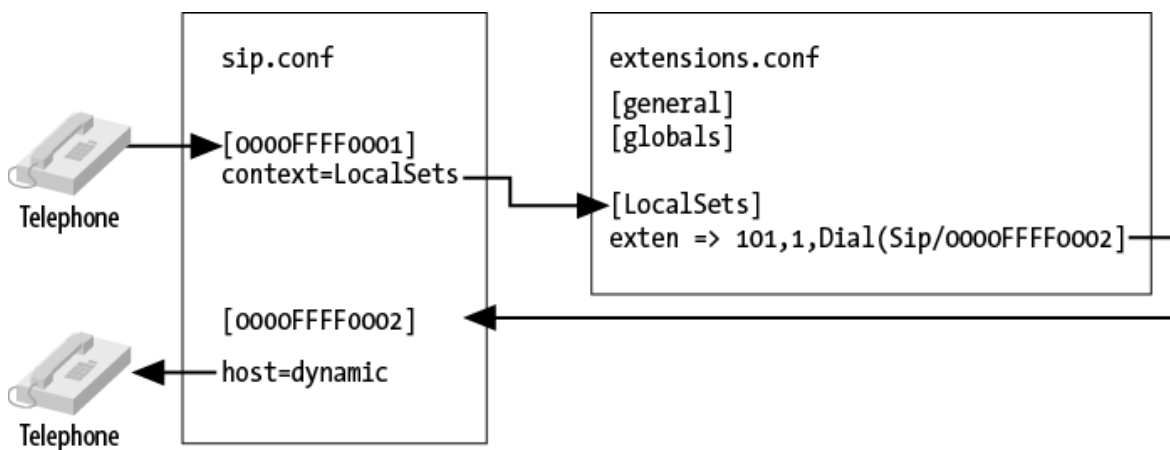 sip.conf
[0000FFFF0001]
context=LocalSets
Telephone
[0000FFFF0002]
host=dynamic
Telephone
extensions.conf
[general]
[globals]
[LocalSets]
exten => 101,1,Dial(Sip/0000FFFF0002]